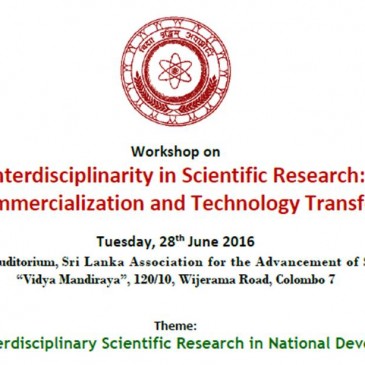 Workshop on
nterdisciplinarity in Scientific Research:
mmercialization and Technology Transf
Tuesday, 28th June 2016
uditorium, Sri Lanka Association for the Advancement of S
“Vidya Mandiraya”, 120/10, Wijerama Road, Colombo 7
Theme:
erdisciplinary Scientific Research in National Deve